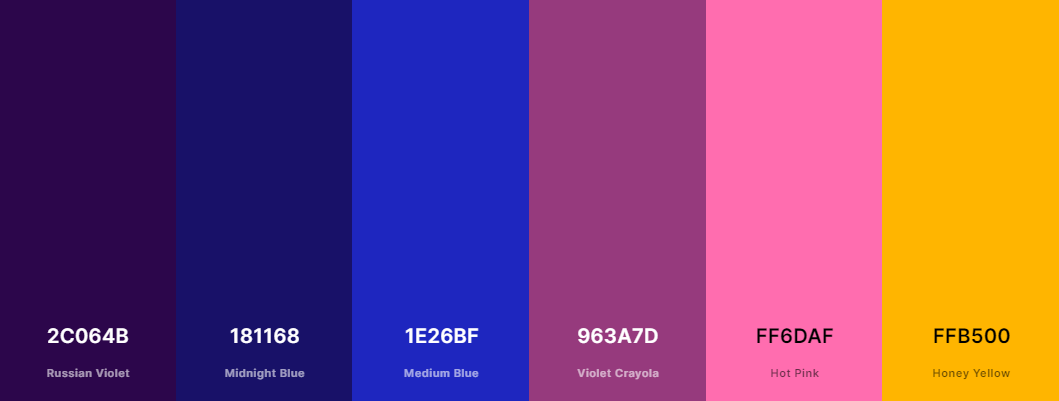 2C064B
Russian Violet
181168
Midnight Blue
1E26BF
Medium Blue
963A7D
Violet Crayola
FF6DAF
Hot Pink
FFB500
Honey Yellow